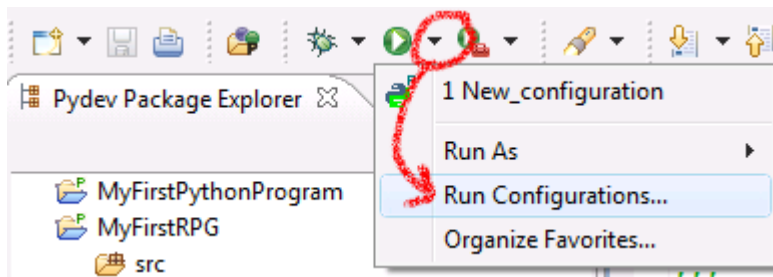 Pydev Package Explorer
1 New_configuration
Run As
Run Configurations...
Organize Favorites...
MyFirstPythonProgram
MyFirstRPG
src